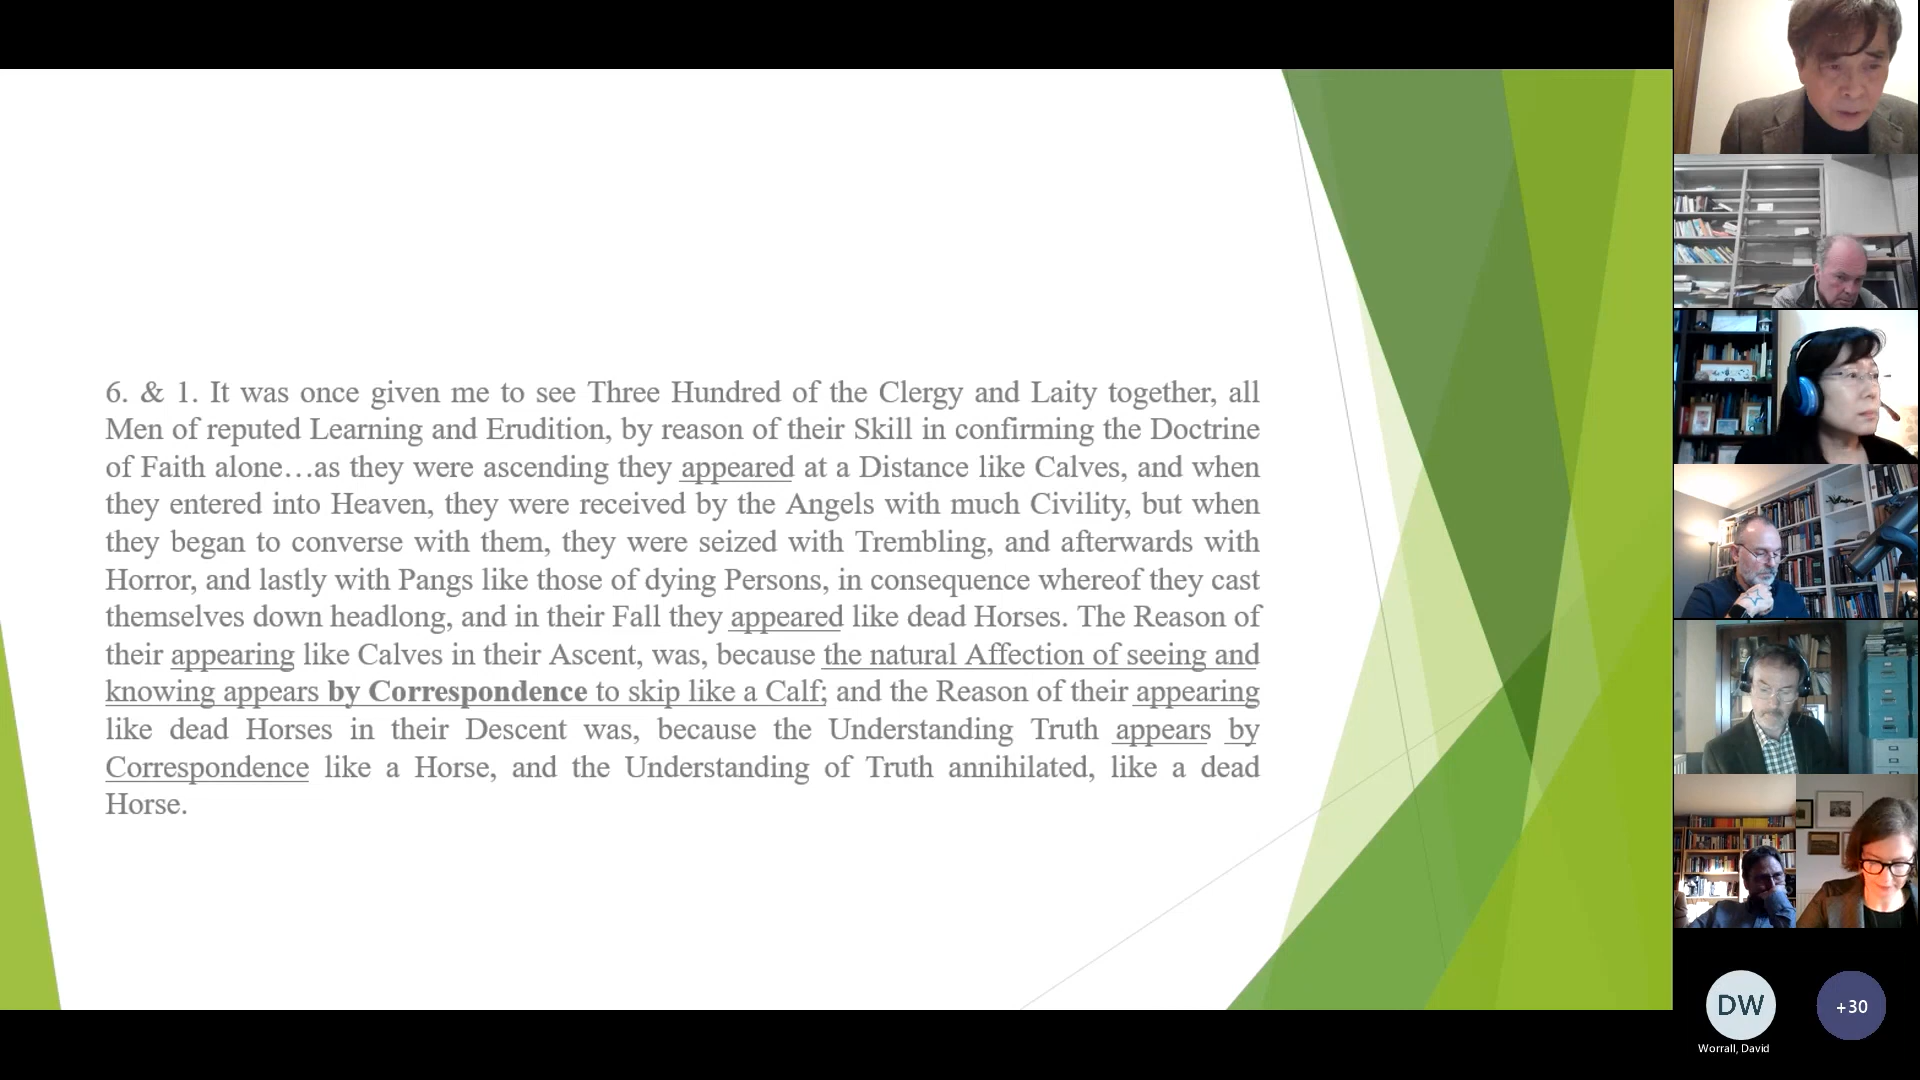 6. & 1. It was once given me to see Three Hundred of the Clergy and Laity together, all
Men of reputed Learning and Erudition, by reason of their Skill in confirming the Doctrine
of Faith alone…as they were ascending they appeared at a Distance like Calves, and when
they entered into Heaven, they were received by the Angels with much Civility, but when
they began to converse with them, they were seized with Trembling, and afterwards with
Horror, and lastly with Pangs like those of dying Persons, in consequence whereof they cast
themselves down headlong, and in their Fall they appeared like dead Horses. The Reason of
their appearing like Calves in their Ascent, was, because the natural Affection of seeing and
knowing appears by Correspondence to skip like a Calf; and the Reason of their appearing
like dead Horses in their Descent was, because the Understanding Truth appears by
Correspondence like a Horse, and the Understanding of Truth annihilated, like a dead
Horse.
DW
+30
Worrall, David